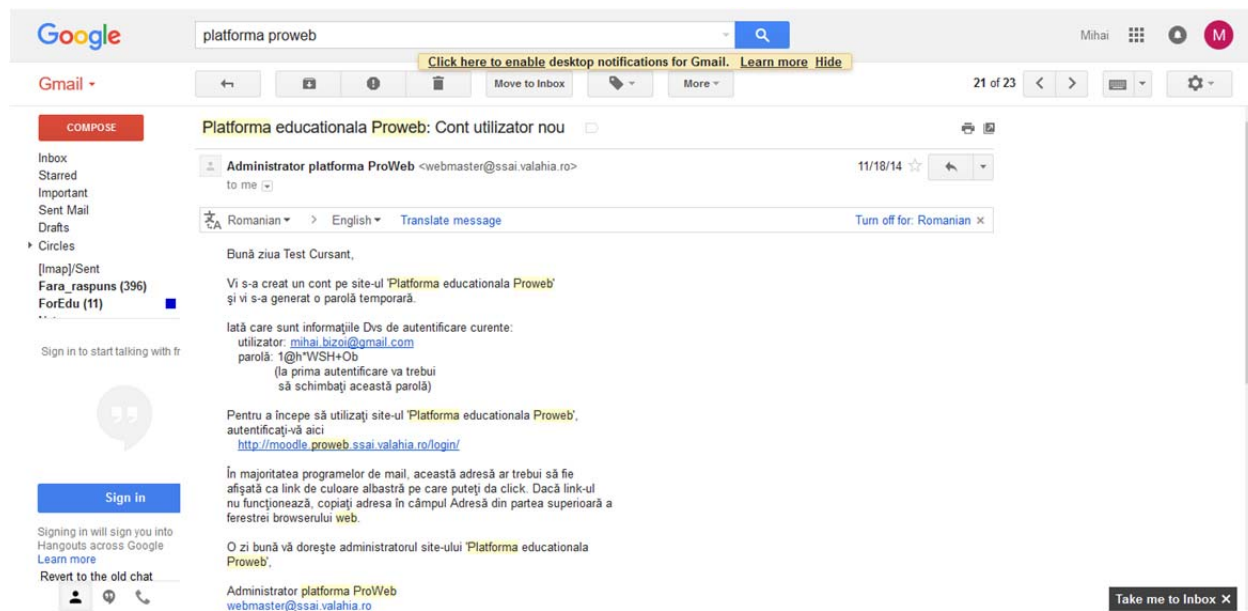 Google
platforma proweb
Mihai
M
Click here to enable desktop notifications for Gmail. Learn more Hide
Gmail
Move to Inbox
More
21 of 23
COMPOSE
Inbox
Starred
Important
Sent Mail
Drafts
Circles
[Imap]/Sent
Fara_raspuns (396)
ForEdu (11)
Sign in to start talking with fr
Sign in
Signing in will sign you into
Hangouts across Google
Learn more
Revert to the old chat
Platforma educationala Proweb: Cont utilizator nou
Administrator platforma ProWeb <webmaster@ssai.valahia.ro>
11/18/14
to me
Romanian > English Translate message
Turn off for: Romanian ×
Bună ziua Test Cursant,
Vi s-a creat un cont pe site-ul 'Platforma educationala Proweb'
şi vi s-a generat o parolă temporară.
Iată care sunt informaţiile Dvs de autentificare curente:
utilizator: mihai.bizoi@gmail.com
parolă: 1@h*WSH+Ob
(la prima autentificare va trebui
să schimbaţi această parolă)
Pentru a începe să utilizaţi site-ul 'Platforma educationala Proweb',
autentificaţi-vă aici
http://moodle.proweb.ssai.valahia.ro/login/
În majoritatea programelor de mail, această adresă ar trebui să fie
afişată ca link de culoare albastră pe care puteţi da click. Dacă link-ul
nu funcţionează, copiaţi adresa în câmpul Adresă din partea superioară a
ferestrei browserului web.
O zi bună vă doreşte administratorul site-ului 'Platforma educationala
Proweb',
Administrator platforma ProWeb
webmaster@ssai.valahia.ro
Take me to Inbox ×